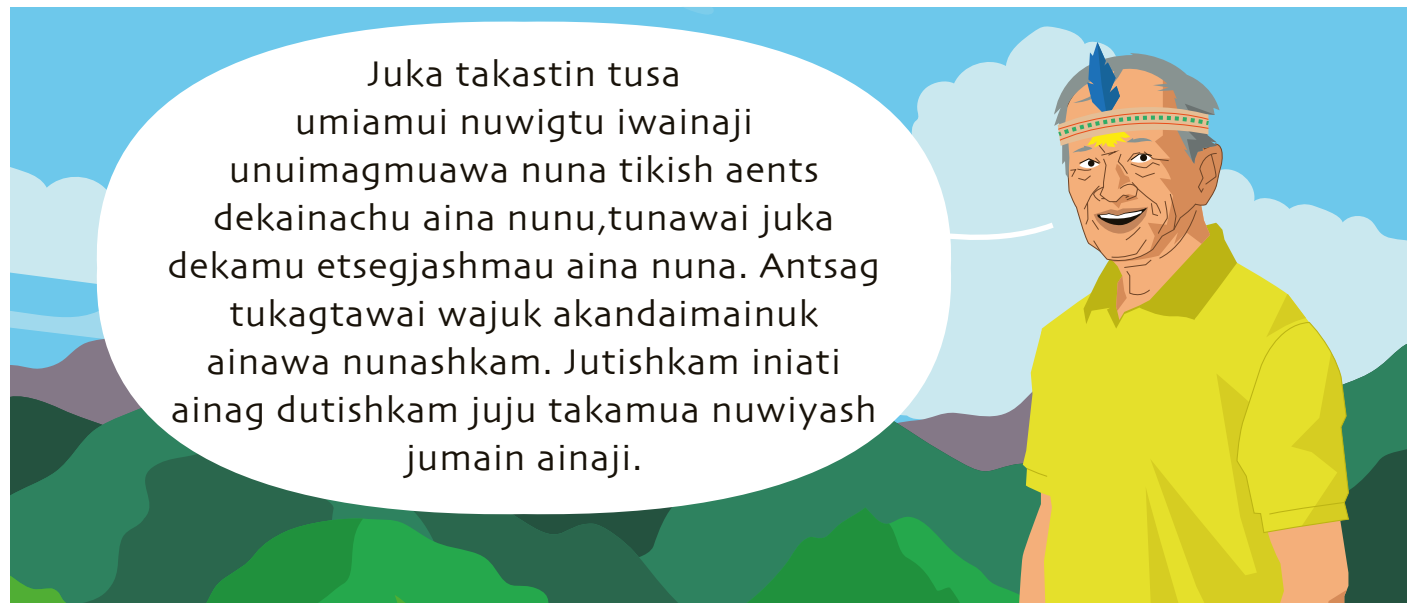 Juka takastin tusa
umiamui nuwigtu iwainaji
unuimagmuawa nuna tikish aents
dekainachu aina nunu,tunawai juka
dekamu etsegjashmau aina nuna. Antsag
tukagtawai wajuk akandaimainuk
ainawa nunashkam. Jutishkam iniati
ainag dutishkam juju takamua nuwiyash
jumain ainaji.